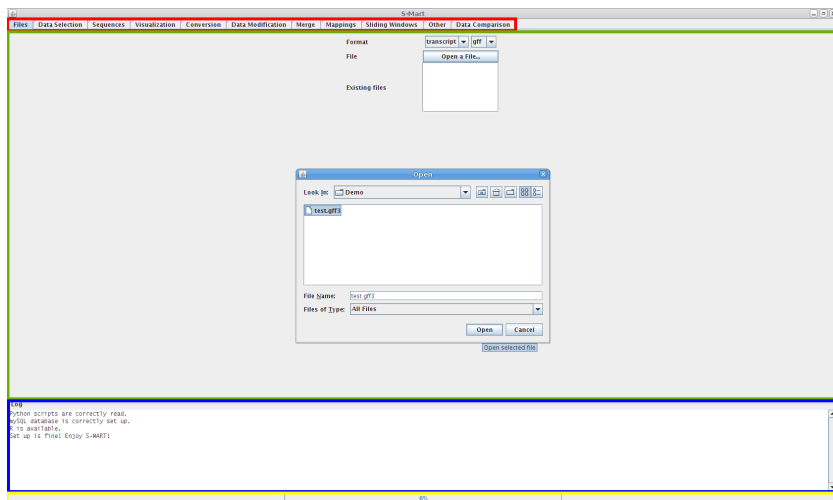 S-Mart
Files Data Selection Sequences Visualization Conversion Data Modification Merge Mappings Sliding Windows Other Data Comparison
Format transcript gff
File Open a File...
Existing files
Open
Look In: Demo
test.gff3
File Name: test.gff3
Files of Type: All Files
Open Cancel
Open selected file
Log
Python scripts are correctly read.
mySQL database is correctly set up.
R is available.
Set up is fine! Enjoy S-MART!
0%